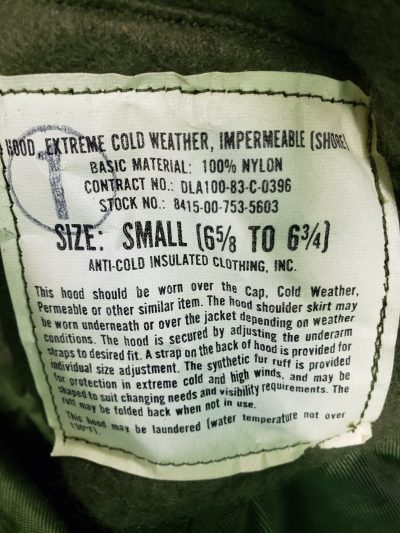 HOOD, EXTREME COLD WEATHER, IMPERMEABLE (SHORE)
BASIC MATERIAL: 100% NYLON
CONTRACT NO.: DLA100-83-C-0396
STOCK NO.: 8415-00-753-5603
SIZE: SMALL (6⅝ TO 6¾)
ANTI-COLD INSULATED CLOTHING, INC.
This hood should be worn over the Cap, Cold Weather,
Permeable or other similar item. The hood shoulder skirt may
be worn underneath or over the jacket depending on weather
conditions. The hood is secured by adjusting the underarm
straps to desired fit. A strap on the back of hood is provided for
individual size adjustment. The synthetic fur ruff is provided
for protection in extreme cold and high winds, and may be
shaped to suit changing needs and visibility requirements. The
ruff may be folded back when not in use.
This hood may be laundered (water temperature not over
130°F).